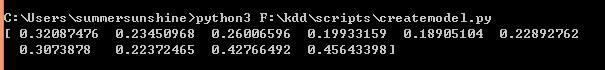 C:\Users\summersunshine>python3 F:\kdd\scripts\createmodel.py
[ 0.32087476  0.23450968  0.26006596  0.19933159  0.18905104  0.22892762
  0.3073878   0.22372465  0.42766492  0.45643398]